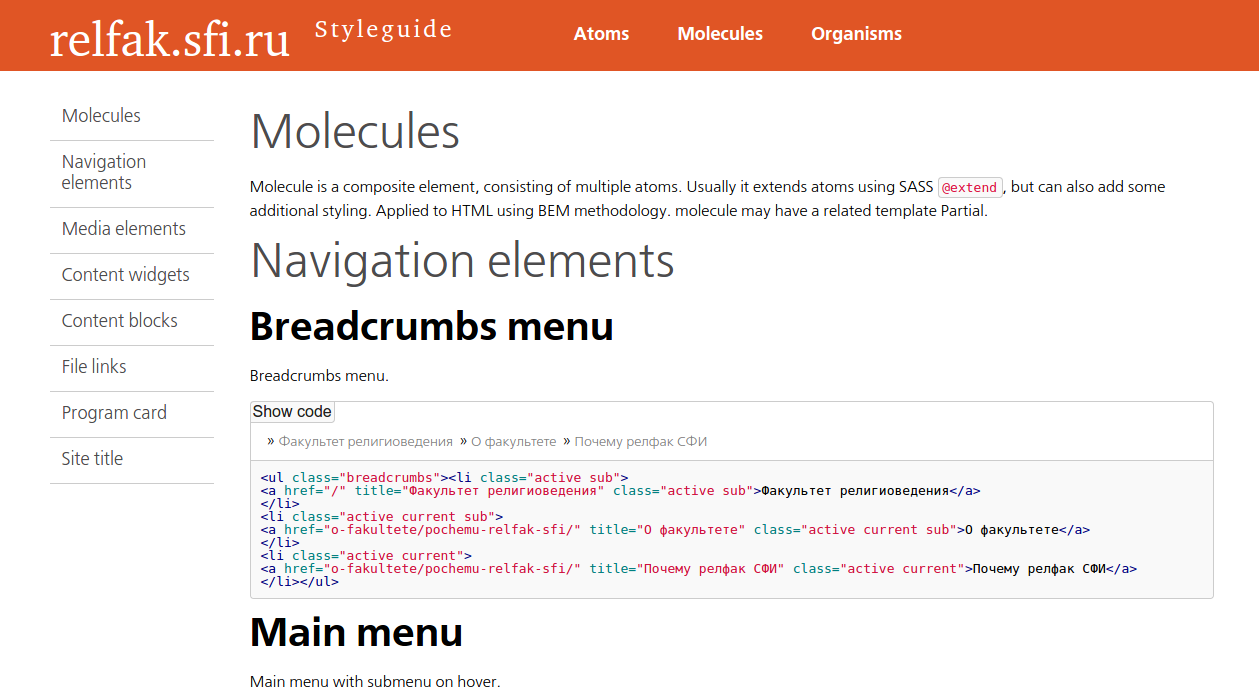 relfak.sfi.ru Styleguide Atoms Molecules Organisms
Molecules
Navigation
elements
Media elements
Content widgets
Content blocks
File links
Program card
Site title
Molecules
Molecule is a composite element, consisting of multiple atoms. Usually it extends atoms using SASS @extend, but can also add some
additional styling. Applied to HTML using BEM methodology. molecule may have a related template Partial.
Navigation elements
Breadcrumbs menu
Breadcrumbs menu.
Show code
» Факультет религиоведения » О факультете » Почему релфак СФИ
<ul class="breadcrumbs"><li class="active sub">
<a href="/" title="Факультет религиоведения" class="active sub">Факультет религиоведения</a>
</li>
<li class="active current sub">
<a href="o-fakultete/pochemu-relfak-sfi/" title="О факультете" class="active current sub">О факультете</a>
</li>
<li class="active current">
<a href="o-fakultete/pochemu-relfak-sfi/" title="Почему релфак СФИ" class="active current">Почему релфак СФИ</a>
</li></ul>
Main menu
Main menu with submenu on hover.